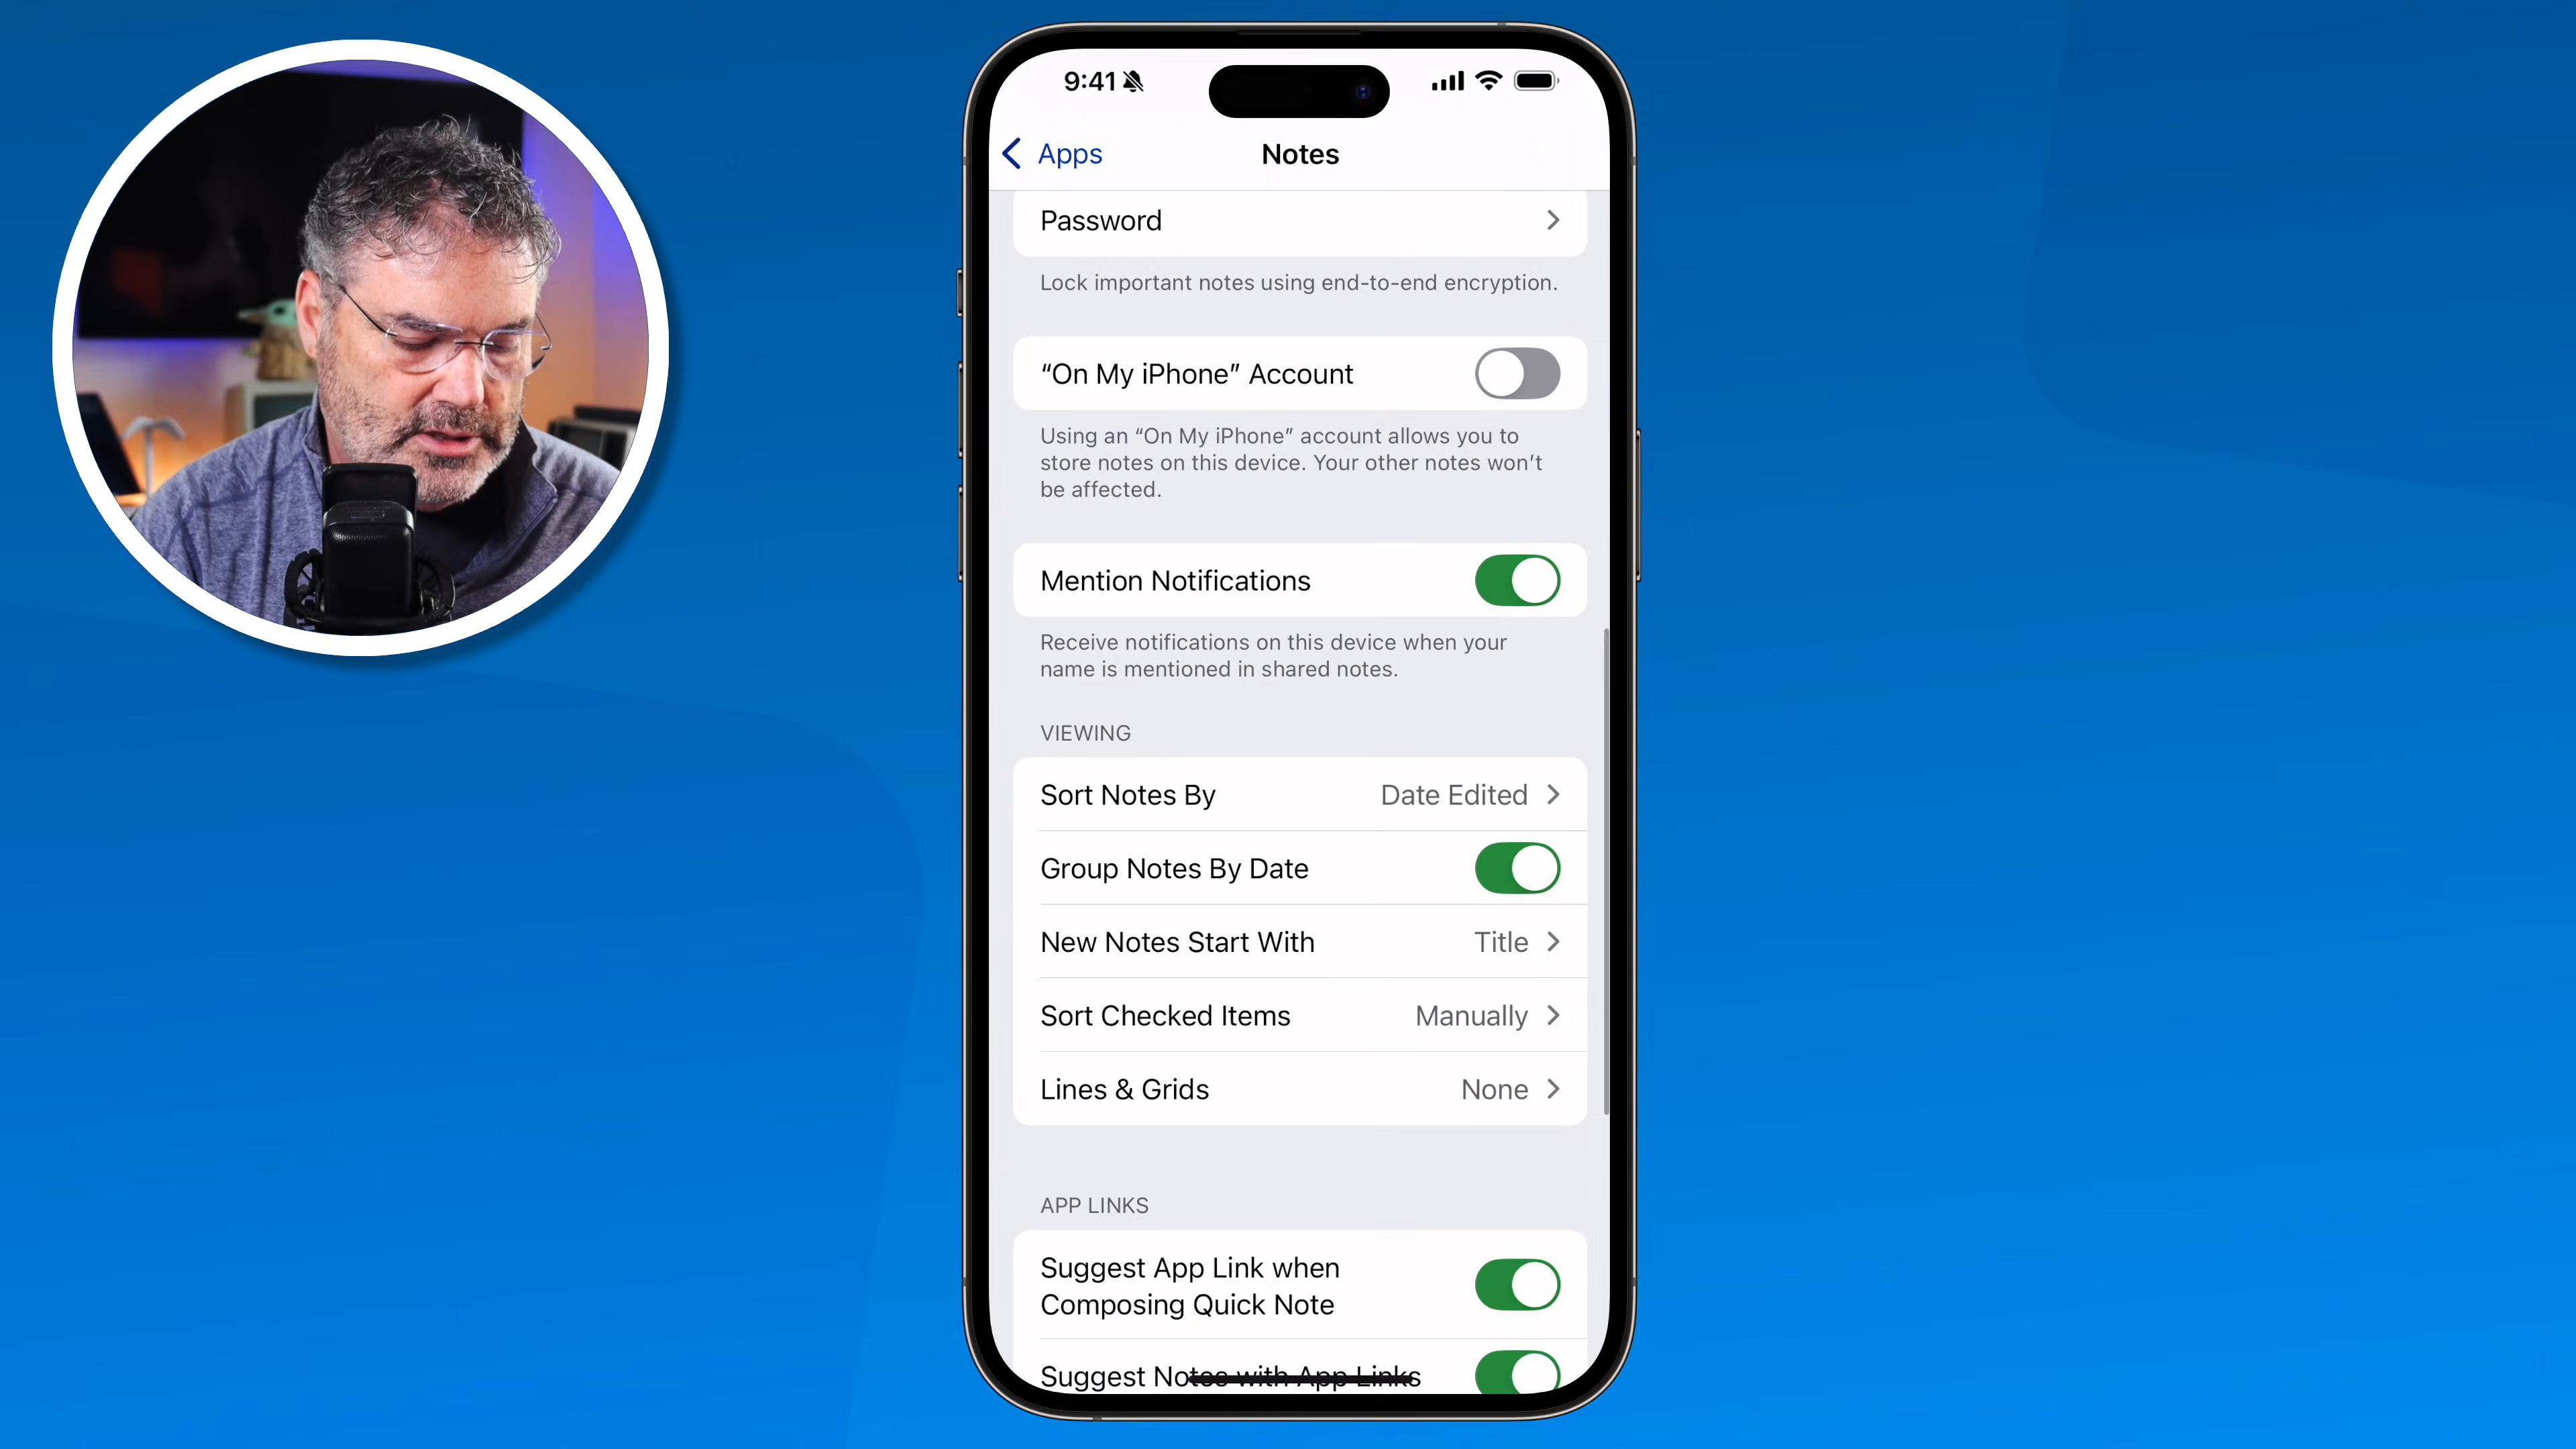 9:41
Apps
Notes
Password
Lock important notes using end-to-end encryption.
“On My iPhone” Account
Using an “On My iPhone” account allows you to
store notes on this device. Your other notes won’t
be affected.
Mention Notifications
Receive notifications on this device when your
name is mentioned in shared notes.
VIEWING
Sort Notes By Date Edited
Group Notes By Date
New Notes Start With Title
Sort Checked Items Manually
Lines & Grids None
APP LINKS
Suggest App Link when
Composing Quick Note
Suggest Notes with App Links